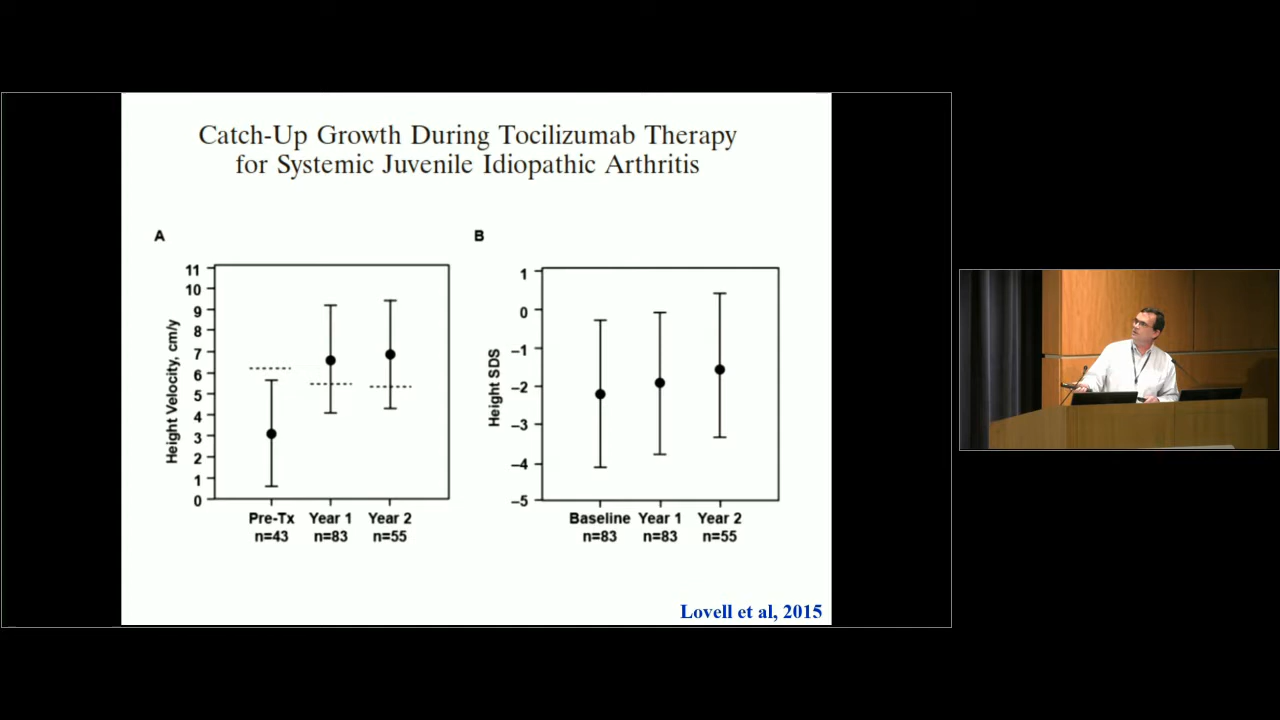 Catch-Up Growth During Tocilizumab Therapy
for Systemic Juvenile Idiopathic Arthritis
A
Height Velocity, cm/y
11
10
9
8
7
6
5
4
3
2
1
0
Pre-Tx Year 1 Year 2
n=43 n=83 n=55
B
Height SDS
1
0
–1
–2
–3
–4
–5
Baseline Year 1 Year 2
n=83 n=83 n=55
Lovell et al, 2015